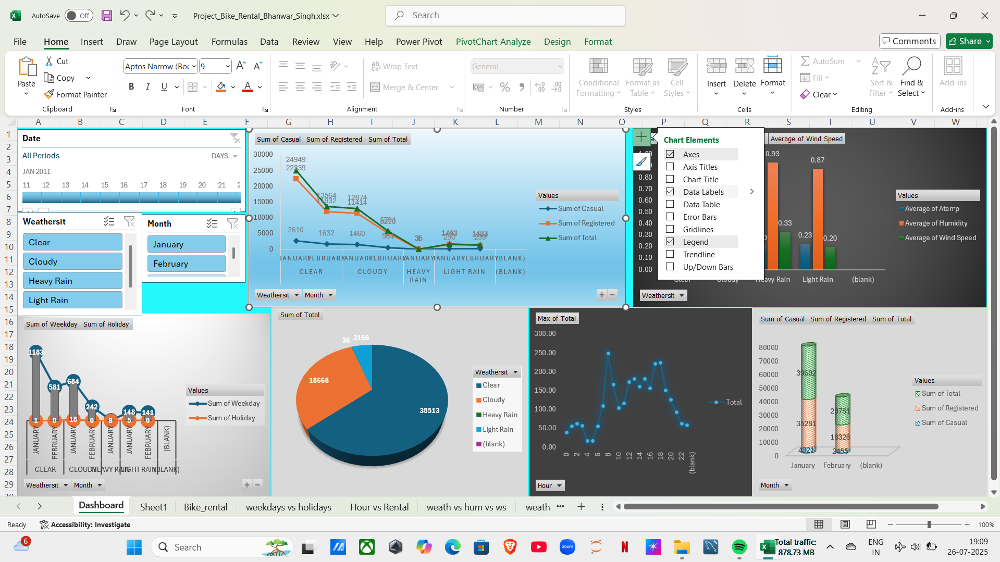 AutoSave Off Project_Bike_Rental_Bhanwar_Singh.xlsx Search
File Home Insert Draw Page Layout Formulas Data Review View Help Power Pivot PivotChart Analyze Design Format Comments Share
Paste Cut Copy Format Painter
Aptos Narrow (Boc 9
B I U A
ab Wrap Text
Merge & Center
General
Conditional Formatting Format as Table Cell Styles
Insert Delete Format
AutoSum Fill Clear
Sort & Filter Find & Select Add-ins
Clipboard Font Alignment Number Styles Cells Editing Add-ins
A B C D E F G H I J K L M N O P Q R S T U V W
1 2 3 4 5 6 7 8 9 10 11 12 13 14 15 16 17 18 19 20 21 22 23 24 25 26 27 28 29
Date
All Periods DAYS
JAN 2011
11 12 13 14 15 16 17 18 19 20 21
Weathersit
Clear
Cloudy
Heavy Rain
Light Rain
Month
January
February
Sum of Casual Sum of Registered Sum of Total
30000
25000
20000
15000
10000
5000
0
24949
22339
13564
11932
12874
11414
5794
5210
2610 1632 1460 584
36
1743
1493
250
1423
JANUARY FEBRUARY JANUARY FEBRUARY JANUARY JANUARY FEBRUARY (BLANK)
CLEAR CLOUDY HEAVY RAIN LIGHT RAIN (BLANK)
Values
Sum of Casual
Sum of Registered
Sum of Total
Weathersit Month + −
Chart Elements
Axes
Axis Titles
Chart Title
Data Labels
Data Table
Error Bars
Gridlines
Legend
Trendline
Up/Down Bars
Average of Wind Speed
0.80
0.70
0.60
0.50
0.40
0.30
0.20
0.10
0.00
0.93 0.87
0.33 0.23 0.20
Heavy Rain Light Rain (blank)
Values
Average of Atemp
Average of Humidity
Average of Wind Speed
Weathersit
Sum of Weekday Sum of Holiday
1183 581 684 242 148 141
1 0 18 0 5 0
JANUARY FEBRUARY JANUARY FEBRUARY JANUARY JANUARY FEBRUARY (BLANK)
CLEAR CLOUDY HEAVY RAIN LIGHT RAIN (BLANK)
Values
Sum of Weekday
Sum of Holiday
Weathersit Month + −
Sum of Total
36 3166
18668
38513
Weathersit
Clear
Cloudy
Heavy Rain
Light Rain
(blank)
Max of Total
300.00
250.00
200.00
150.00
100.00
50.00
0.00
0 2 4 6 8 10 12 14 16 18 20 22 (blank)
Total
Hour
Sum of Casual Sum of Registered Sum of Total
80000
70000
60000
50000
40000
30000
20000
10000
0
39602
35281
4321
20781
18326
2455
January February (blank)
Values
Sum of Total
Sum of Registered
Sum of Casual
Month
Dashboard Sheet1 Bike_rental weekdays vs holidays Hour vs Rental weath vs hum vs ws weath ...
Ready Accessibility: Investigate 100%
6 Search zoom N Total traffic: 878.73 MB ENG IN 19:09 26-07-2025